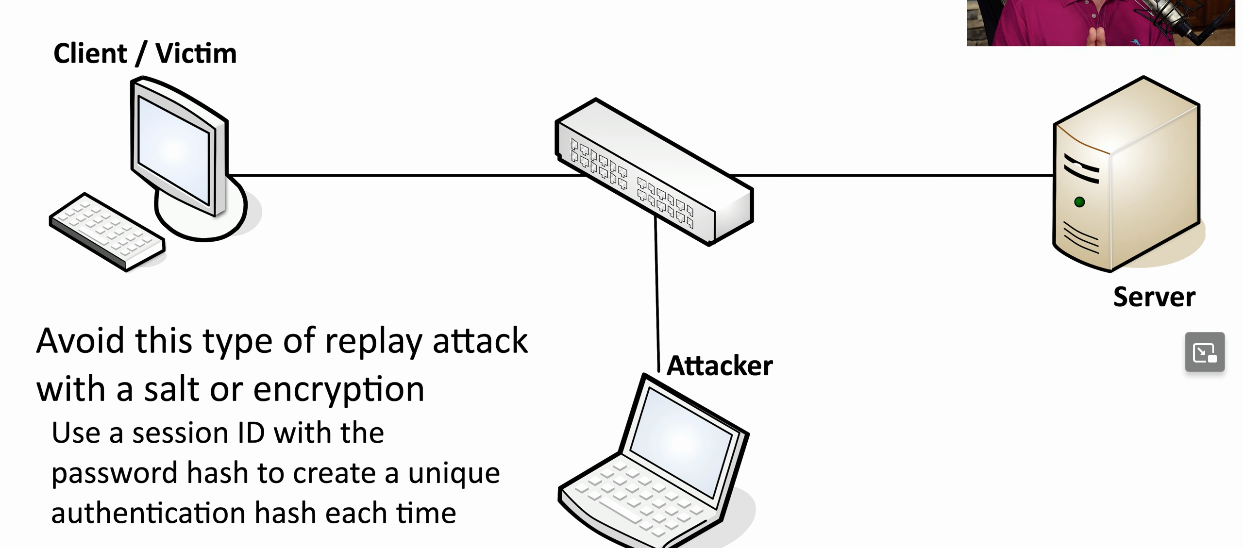 Client / Victim
Server
Attacker
Avoid this type of replay attack
with a salt or encryption
Use a session ID with the
password hash to create a unique
authentication hash each time